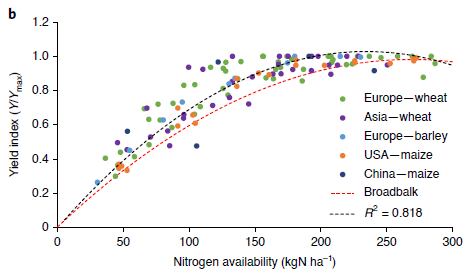 b
1.2
1.0
0.8
0.6
0.4
0.2
0
Yield index (Y/Ymax)
Europe—wheat
Asia—wheat
Europe—barley
USA—maize
China—maize
Broadbalk
R² = 0.818
0 50 100 150 200 250 300
Nitrogen availability (kgN ha⁻¹)